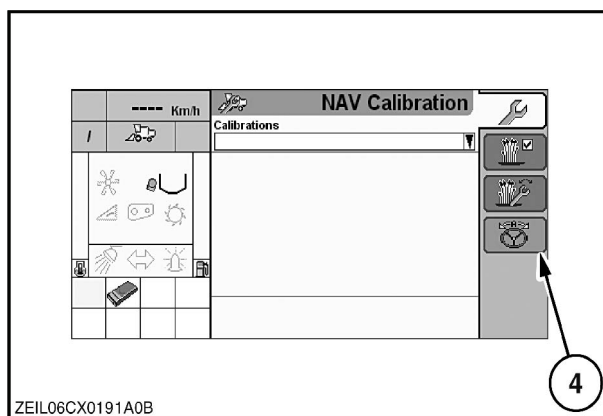 ---- Km/h
NAV Calibration
I
Calibrations
4
ZEIL06CX0191A0B